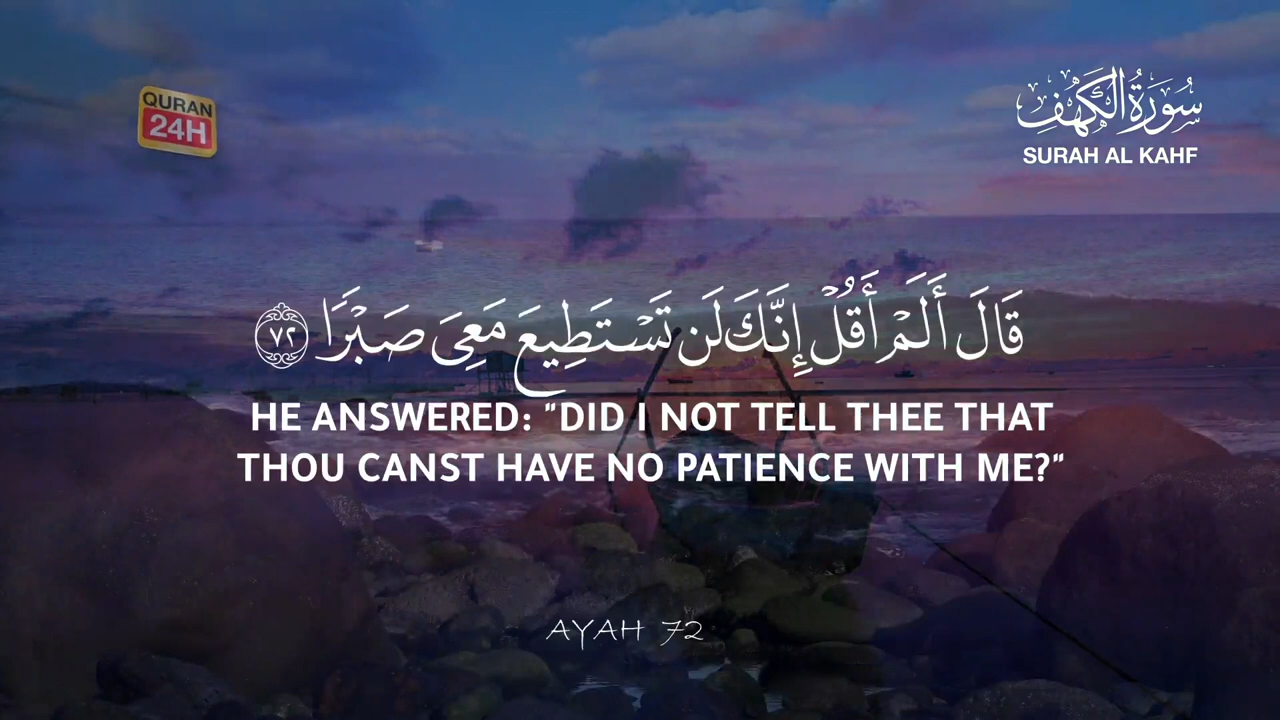 QURAN
24H
سُورَةُ الكَهْفِ
SURAH AL KAHF
قَالَ أَلَمْ أَقُلْ إِنَّكَ لَن تَسْتَطِيعَ مَعِىَ صَبْرًا ٧٢
HE ANSWERED: "DID I NOT TELL THEE THAT
THOU CANST HAVE NO PATIENCE WITH ME?"
AYAH 72